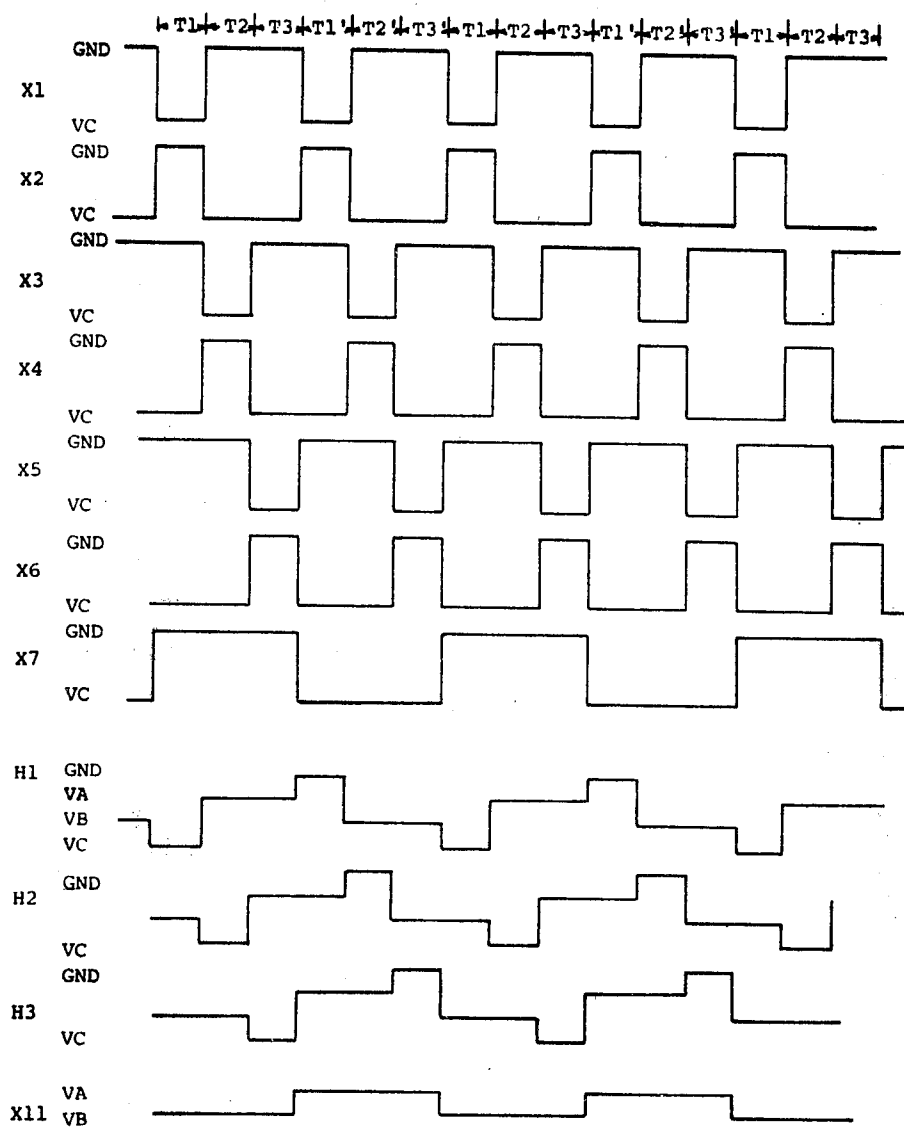 T1 T2 T3 T1' T2' T3' T1 T2 T3 T1' T2' T3' T1 T2 T3
GND
X1
VC
GND
X2
VC
GND
X3
VC
GND
X4
VC
GND
X5
VC
GND
X6
VC
GND
X7
VC
H1
GND
VA
VB
VC
GND
H2
VC
GND
H3
VC
VA
X11
VB